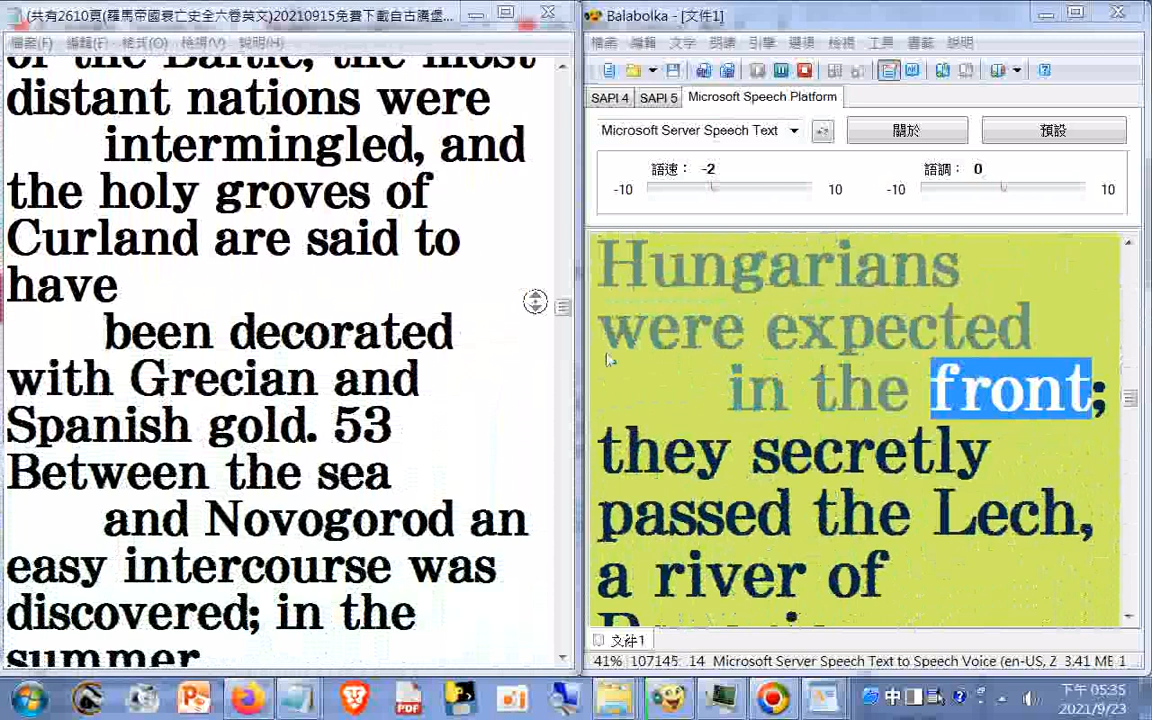 (共有2610頁(羅馬帝國衰亡史全六卷英文)20210915免費下載自古騰堡...
檔案(F) 編輯(E) 格式(O) 檢視(V) 說明(H)
of the Baltic, the most
distant nations were
intermingled, and
the holy groves of
Curland are said to
have
been decorated
with Grecian and
Spanish gold. 53
Between the sea
and Novogorod an
easy intercourse was
discovered; in the
summer
Balabolka - [文件1]
檔案 編輯 文字 朗讀 引擎 選項 檢視 工具 書籤 說明
SAPI 4 SAPI 5 Microsoft Speech Platform
Microsoft Server Speech Text 關於 預設
語速： -2 語調： 0
-10 10 -10 10
Hungarians
were expected
in the front;
they secretly
passed the Lech,
a river of
文件1
41% 107145: 14 Microsoft Server Speech Text to Speech Voice (en-US, Z 3.41 ME 1
PDF
中
下午 05:35
2021/9/23